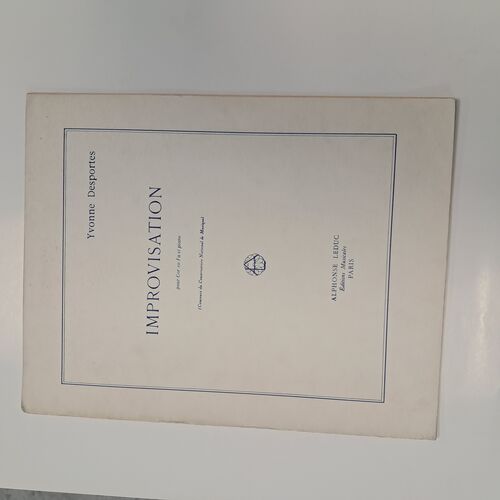 Yvonne Desportes
IMPROVISATION
pour Cor en Fa et piano
(Concours du Conservatoire National de Musique)
ALPHONSE LEDUC
Editions Musicales
PARIS